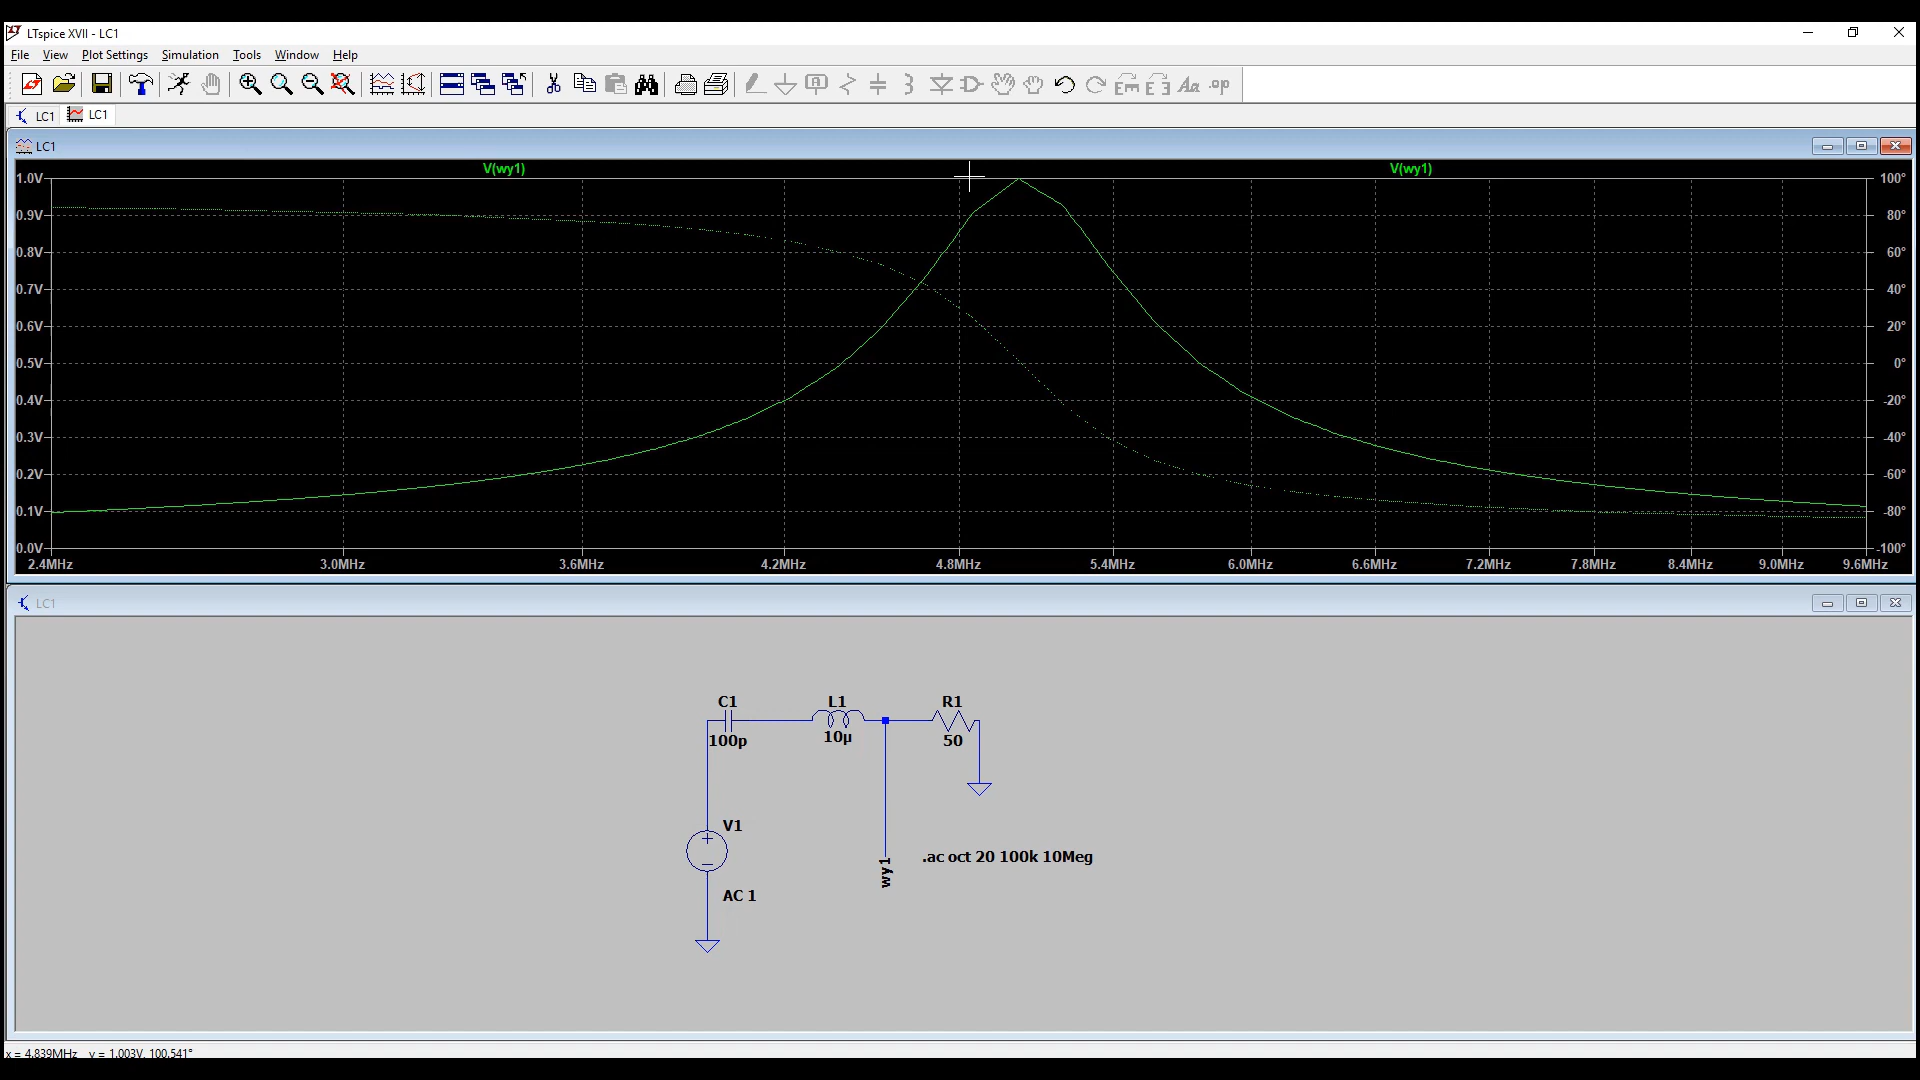 LTspice XVII - LC1
File View Plot Settings Simulation Tools Window Help
Aa .op
LC1 LC1
LC1
V(wy1) V(wy1)
1.0V 100°
0.9V 80°
0.8V 60°
0.7V 40°
0.6V 20°
0.5V 0°
0.4V -20°
0.3V -40°
0.2V -60°
0.1V -80°
0.0V -100°
2.4MHz 3.0MHz 3.6MHz 4.2MHz 4.8MHz 5.4MHz 6.0MHz 6.6MHz 7.2MHz 7.8MHz 8.4MHz 9.0MHz 9.6MHz
LC1
C1 L1 R1
100p 10µ 50
V1
wy1 .ac oct 20 100k 10Meg
AC 1
x = 4.839MHz y = 1.003V, 100.541°